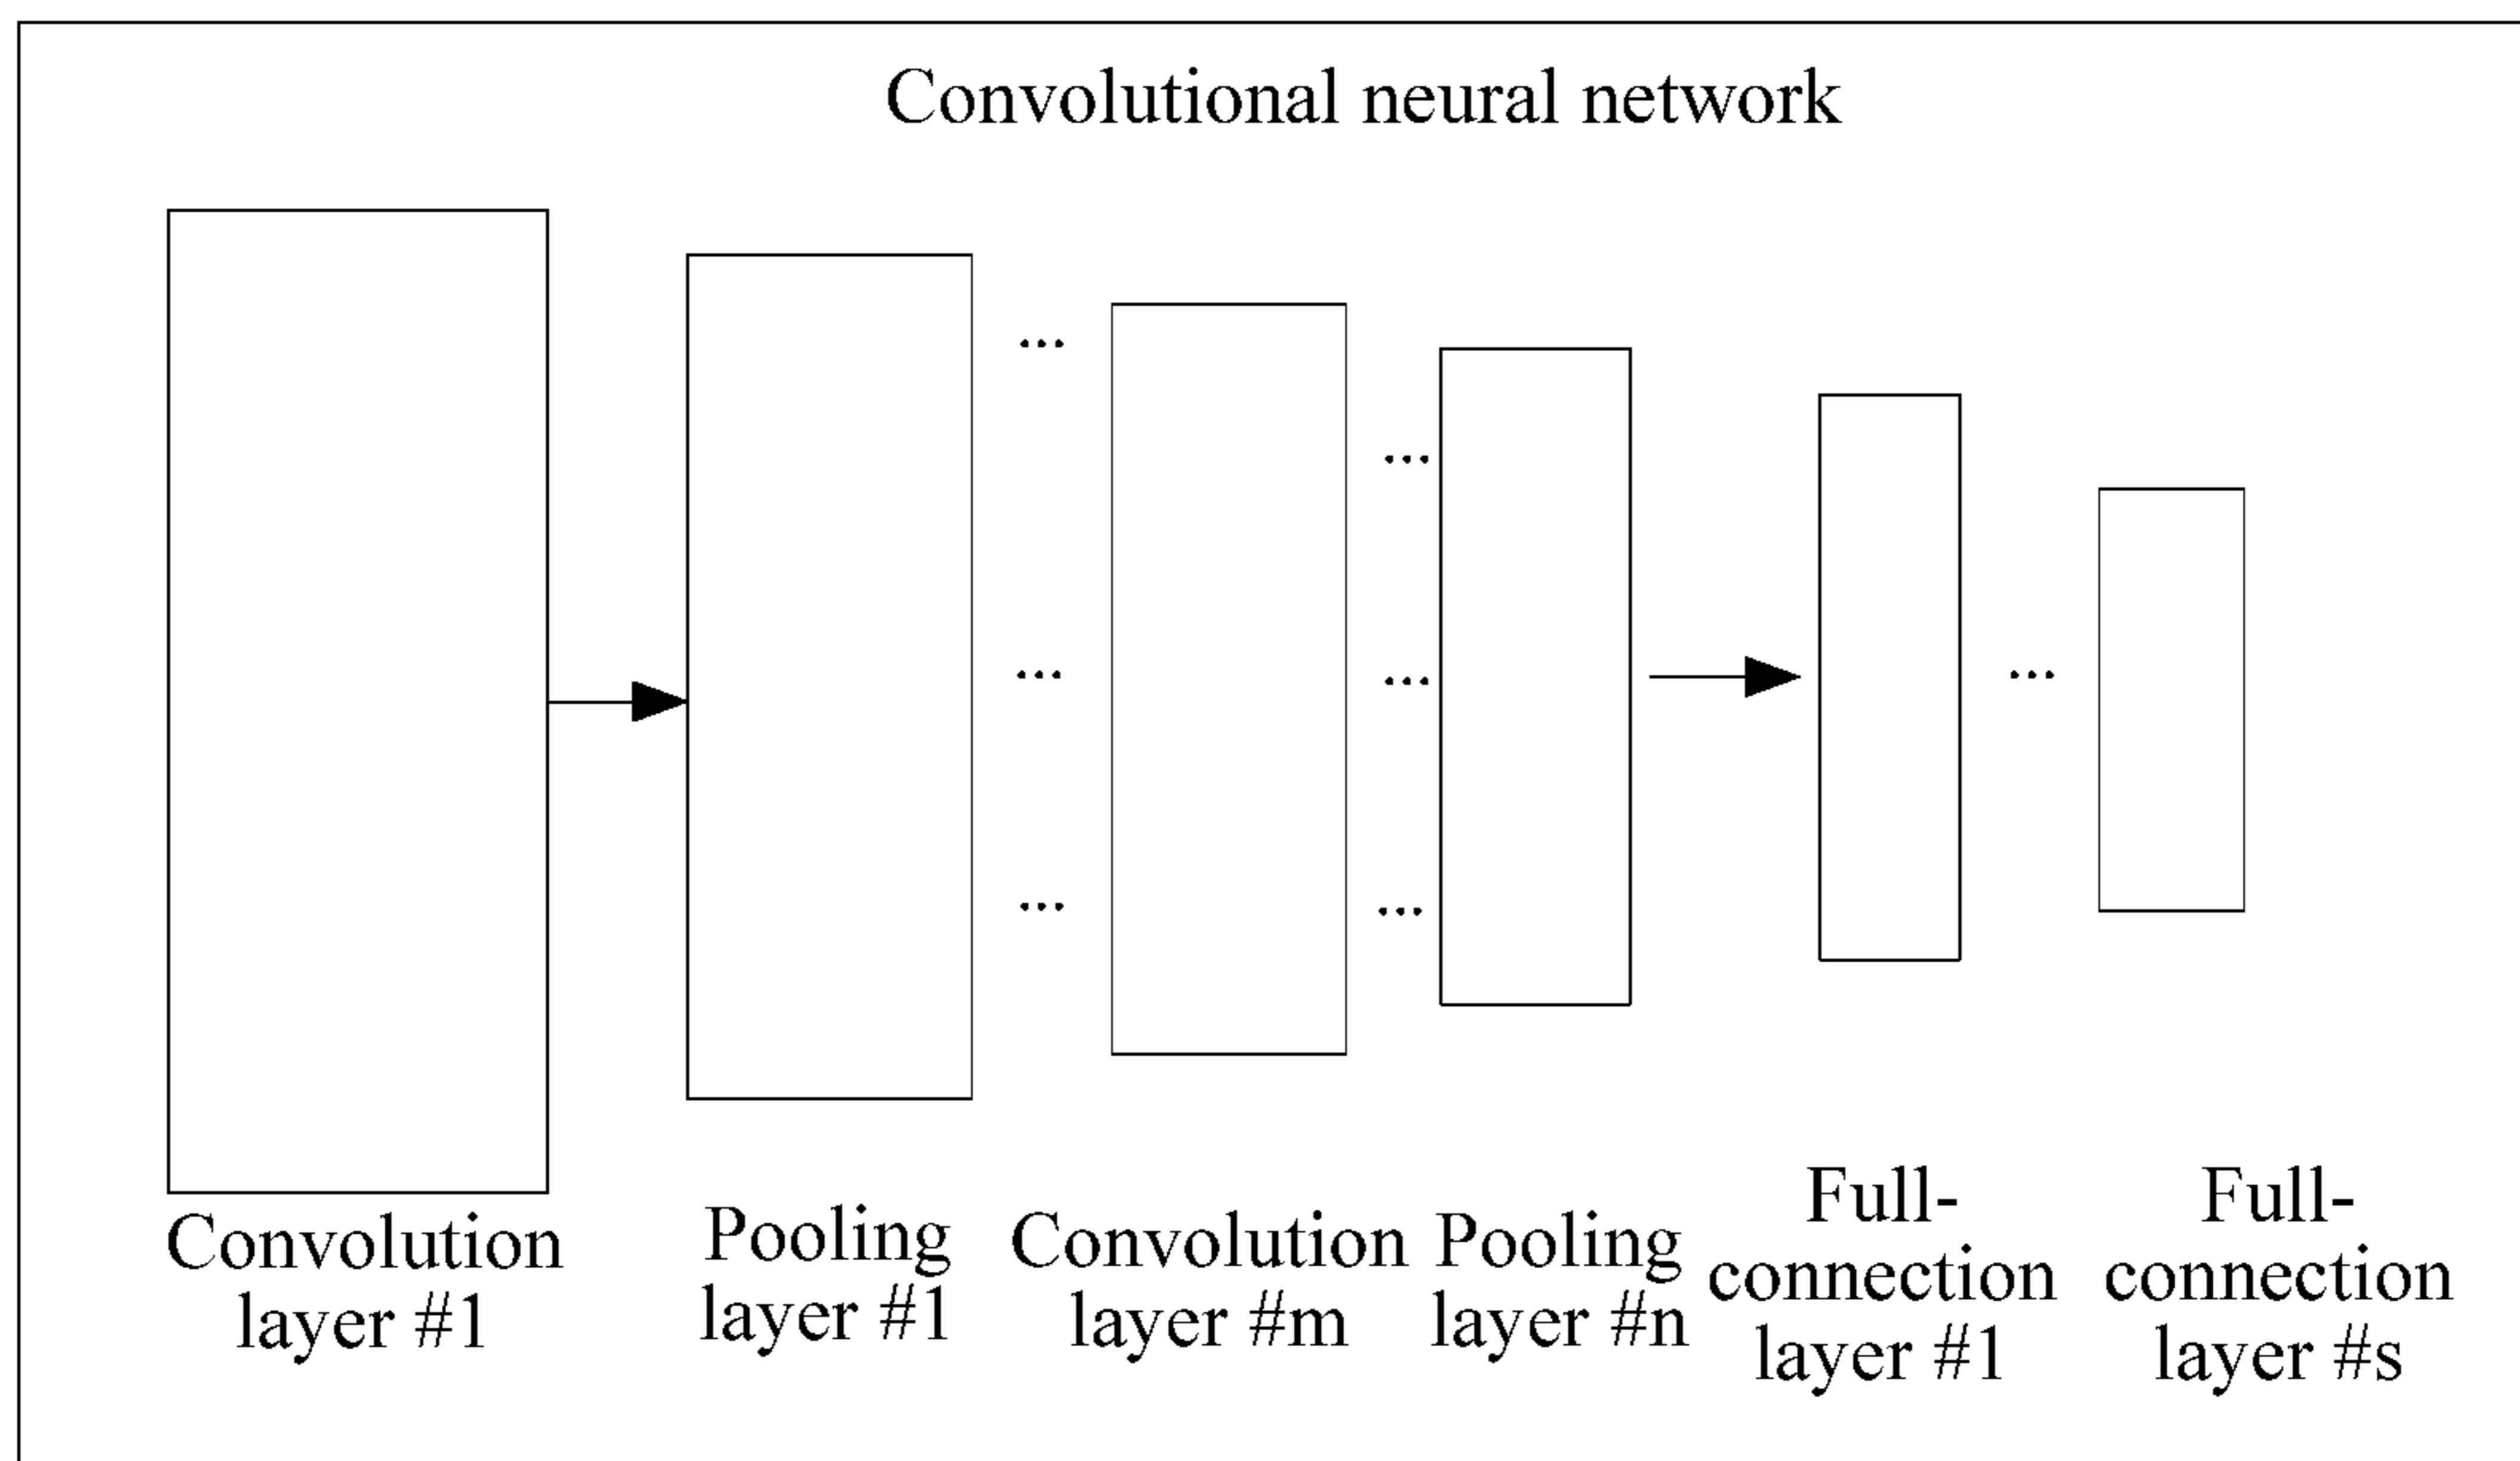 Convolutional neural network
...
...
...
...
...
...
...
Convolution
layer #1
Pooling
layer #1
Convolution
layer #m
Pooling
layer #n
Full-
connection
layer #1
Full-
connection
layer #s